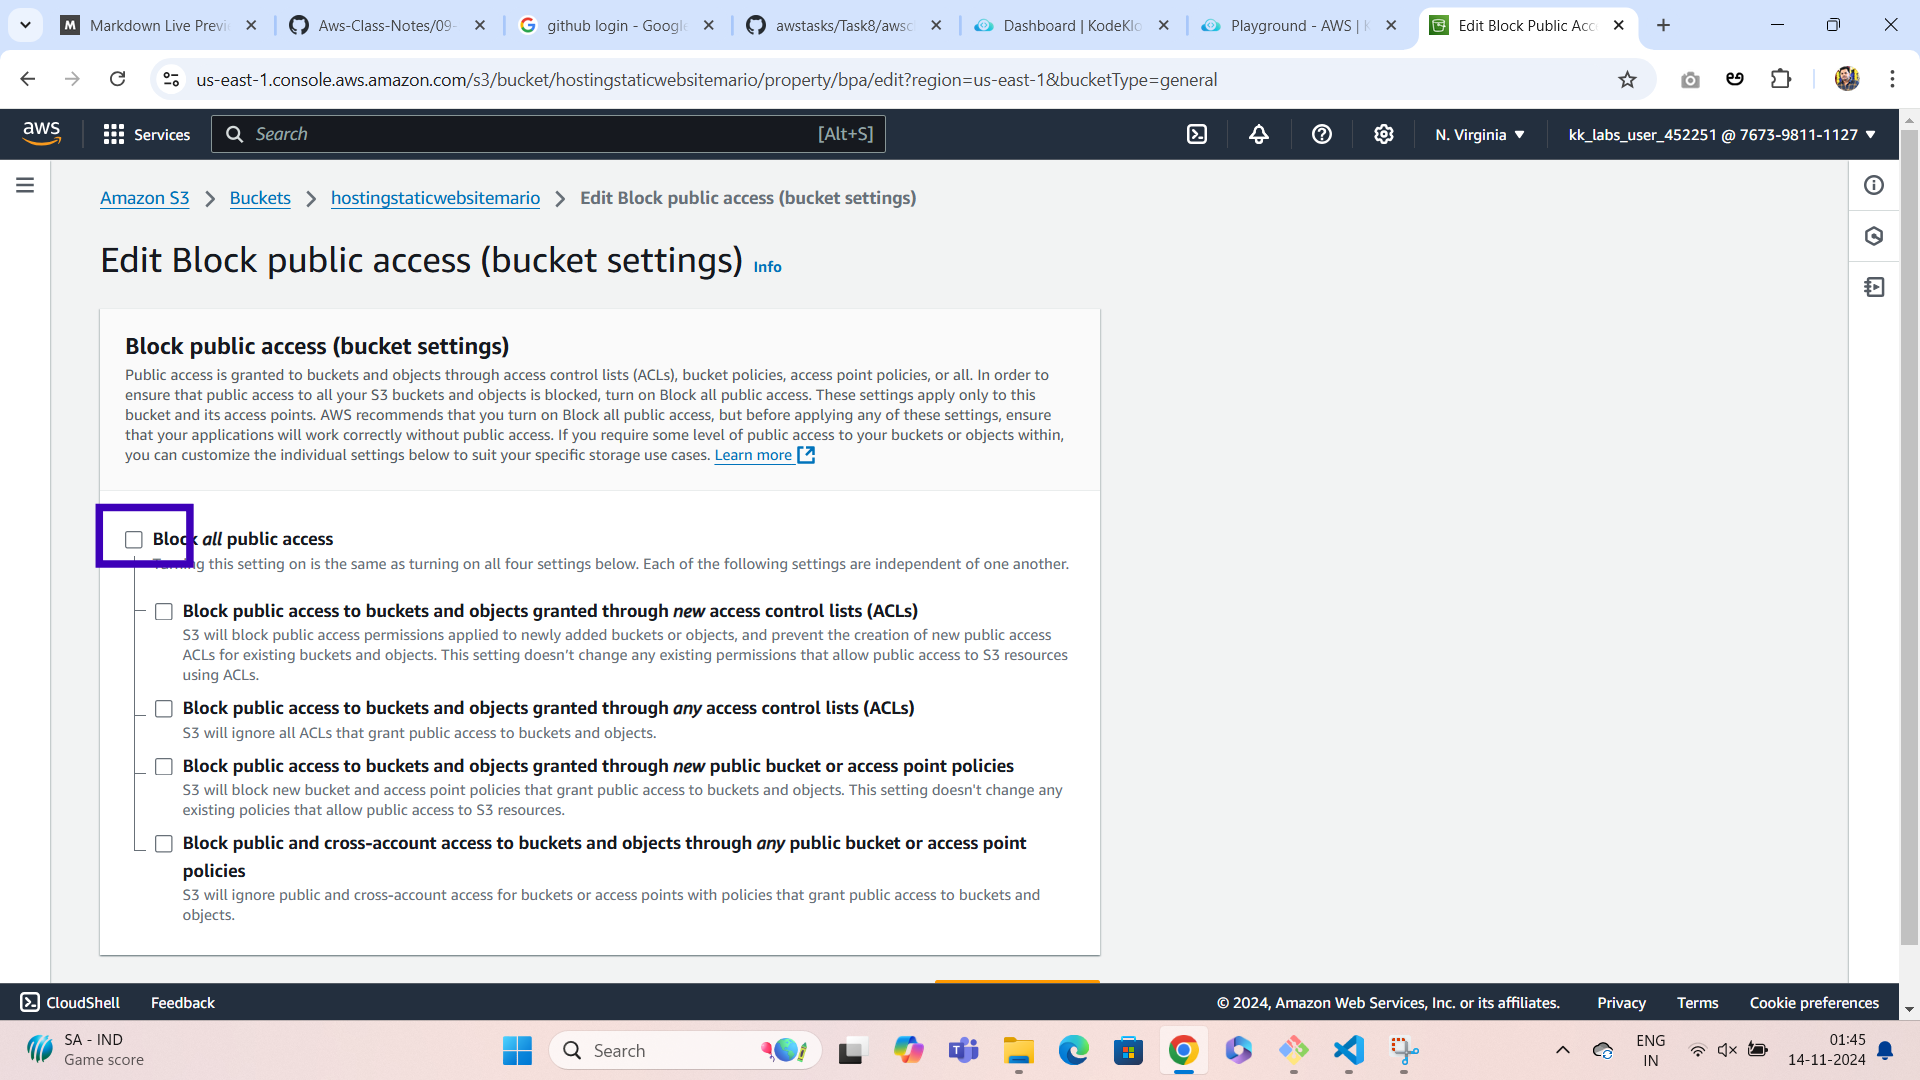 Markdown Live Previ
Aws-Class-Notes/09-
github login - Google
awstasks/Task8/awsc
Dashboard | KodeKlo
Playground - AWS | K
Edit Block Public Acc
us-east-1.console.aws.amazon.com/s3/bucket/hostingstaticwebsitemario/property/bpa/edit?region=us-east-1&bucketType=general
aws
Services
Search
[Alt+S]
N. Virginia
kk_labs_user_452251 @ 7673-9811-1127
Amazon S3
Buckets
hostingstaticwebsitemario
Edit Block public access (bucket settings)
Edit Block public access (bucket settings) Info
Block public access (bucket settings)
Public access is granted to buckets and objects through access control lists (ACLs), bucket policies, access point policies, or all. In order to
ensure that public access to all your S3 buckets and objects is blocked, turn on Block all public access. These settings apply only to this
bucket and its access points. AWS recommends that you turn on Block all public access, but before applying any of these settings, ensure
that your applications will work correctly without public access. If you require some level of public access to your buckets or objects within,
you can customize the individual settings below to suit your specific storage use cases. Learn more
Block all public access
Turning this setting on is the same as turning on all four settings below. Each of the following settings are independent of one another.
Block public access to buckets and objects granted through new access control lists (ACLs)
S3 will block public access permissions applied to newly added buckets or objects, and prevent the creation of new public access
ACLs for existing buckets and objects. This setting doesn't change any existing permissions that allow public access to S3 resources
using ACLs.
Block public access to buckets and objects granted through any access control lists (ACLs)
S3 will ignore all ACLs that grant public access to buckets and objects.
Block public access to buckets and objects granted through new public bucket or access point policies
S3 will block new bucket and access point policies that grant public access to buckets and objects. This setting doesn't change any
existing policies that allow public access to S3 resources.
Block public and cross-account access to buckets and objects through any public bucket or access point
policies
S3 will ignore public and cross-account access for buckets or access points with policies that grant public access to buckets and
objects.
CloudShell
Feedback
© 2024, Amazon Web Services, Inc. or its affiliates.
Privacy
Terms
Cookie preferences
SA - IND
Game score
Search
ENG
IN
01:45
14-11-2024